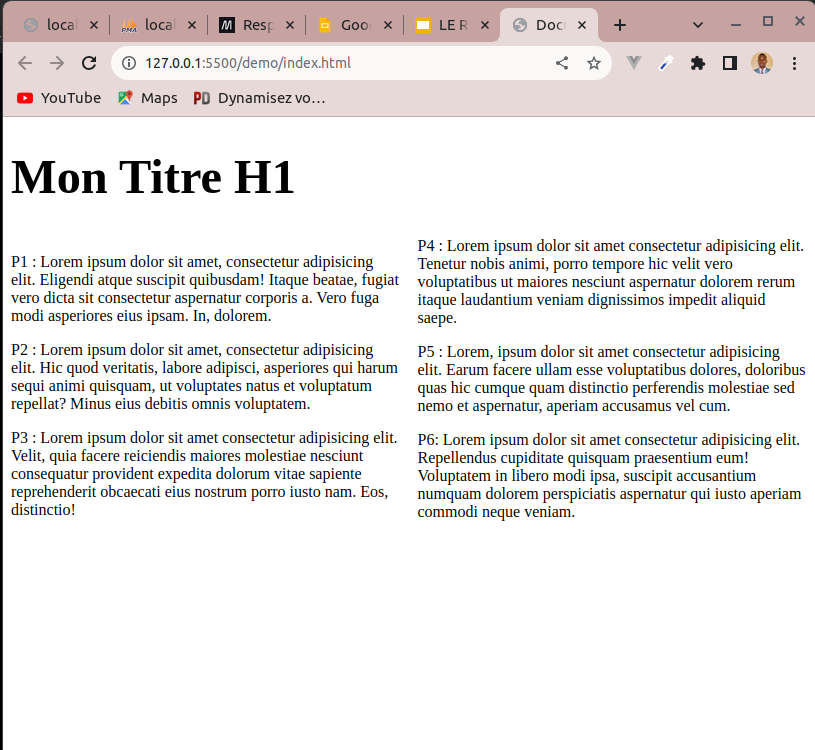 local
local
Resp
Goo
LE R
Doc
127.0.0.1:5500/demo/index.html
YouTube
Maps
Dynamisez vo…
Mon Titre H1
P1 : Lorem ipsum dolor sit amet, consectetur adipisicing
elit. Eligendi atque suscipit quibusdam! Itaque beatae, fugiat
vero dicta sit consectetur aspernatur corporis a. Vero fuga
modi asperiores eius ipsam. In, dolorem.
P2 : Lorem ipsum dolor sit amet, consectetur adipisicing
elit. Hic quod veritatis, labore adipisci, asperiores qui harum
sequi animi quisquam, ut voluptates natus et voluptatum
repellat? Minus eius debitis omnis voluptatem.
P3 : Lorem ipsum dolor sit amet consectetur adipisicing elit.
Velit, quia facere reiciendis maiores molestiae nesciunt
consequatur provident expedita dolorum vitae sapiente
reprehenderit obcaecati eius nostrum porro iusto nam. Eos,
distinctio!
P4 : Lorem ipsum dolor sit amet consectetur adipisicing elit.
Tenetur nobis animi, porro tempore hic velit vero
voluptatibus ut maiores nesciunt aspernatur dolorem rerum
itaque laudantium veniam dignissimos impedit aliquid
saepe.
P5 : Lorem, ipsum dolor sit amet consectetur adipisicing
elit. Earum facere ullam esse voluptatibus dolores, doloribus
quas hic cumque quam distinctio perferendis molestiae sed
nemo et aspernatur, aperiam accusamus vel cum.
P6: Lorem ipsum dolor sit amet consectetur adipisicing elit.
Repellendus cupiditate quisquam praesentium eum!
Voluptatem in libero modi ipsa, suscipit accusantium
numquam dolorem perspiciatis aspernatur qui iusto aperiam
commodi neque veniam.